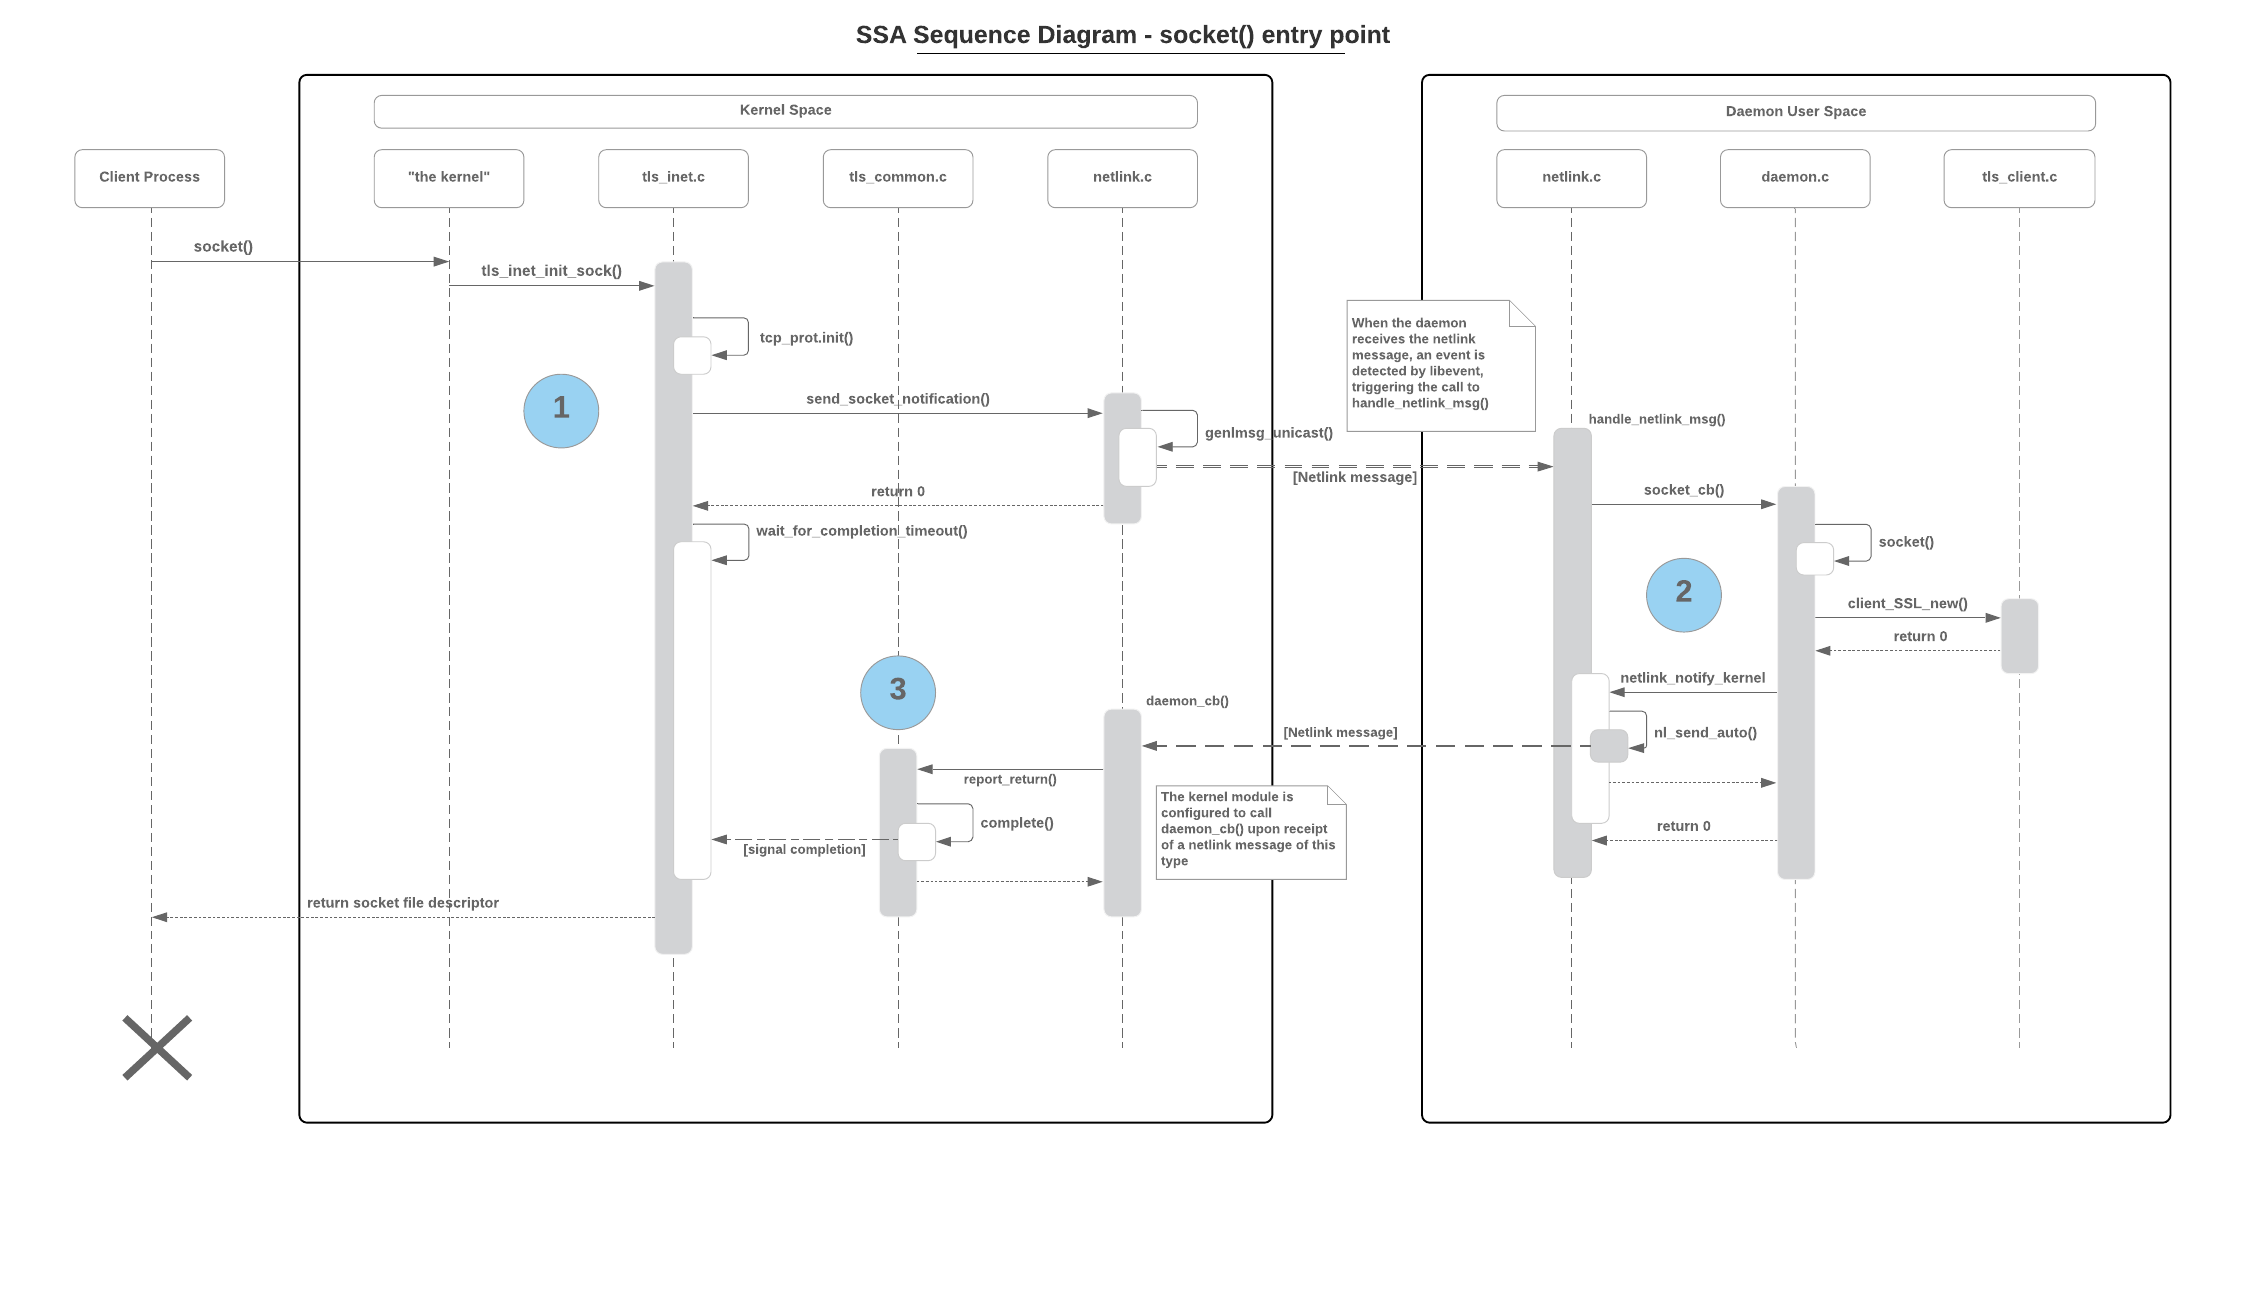 SSA Sequence Diagram - socket() entry point
Kernel Space
Daemon User Space
Client Process
"the kernel"
tls_inet.c
tls_common.c
netlink.c
netlink.c
daemon.c
tls_client.c
socket()
tls_inet_init_sock()
tcp_prot.init()
When the daemon
receives the netlink
message, an event is
detected by libevent,
triggering the call to
handle_netlink_msg()
1
send_socket_notification()
handle_netlink_msg()
genlmsg_unicast()
[Netlink message]
return 0
socket_cb()
wait_for_completion_timeout()
socket()
2
client_SSL_new()
return 0
netlink_notify_kernel
3
daemon_cb()
[Netlink message]
nl_send_auto()
report_return()
The kernel module is
configured to call
daemon_cb() upon receipt
of a netlink message of this
type
complete()
return 0
[signal completion]
return socket file descriptor